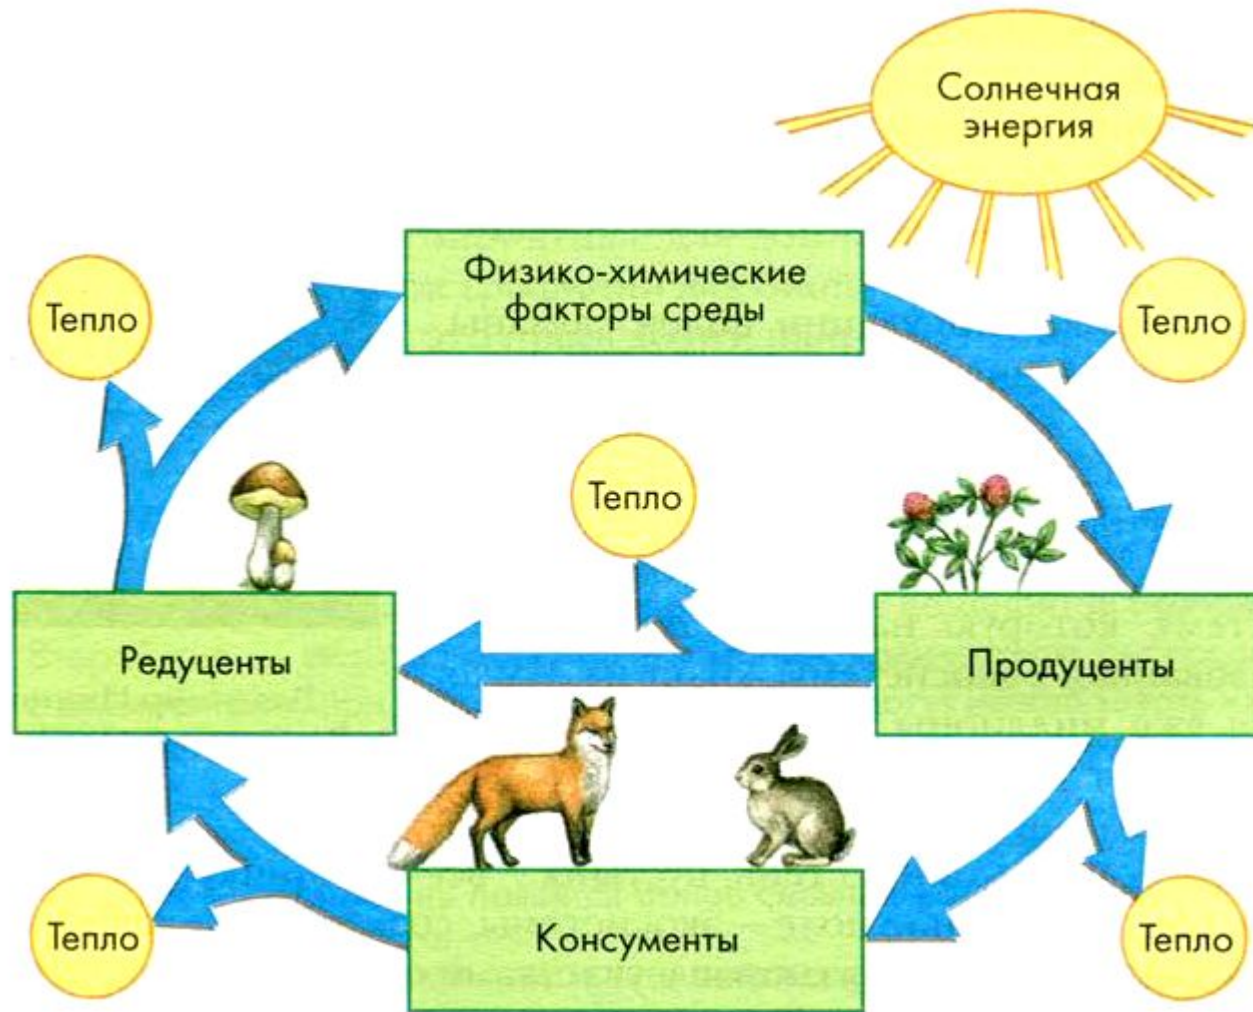 Солнечная
энергия
Физико-химические
факторы среды
Тепло
Тепло
Тепло
Редуценты
Продуценты
Тепло
Консументы
Тепло